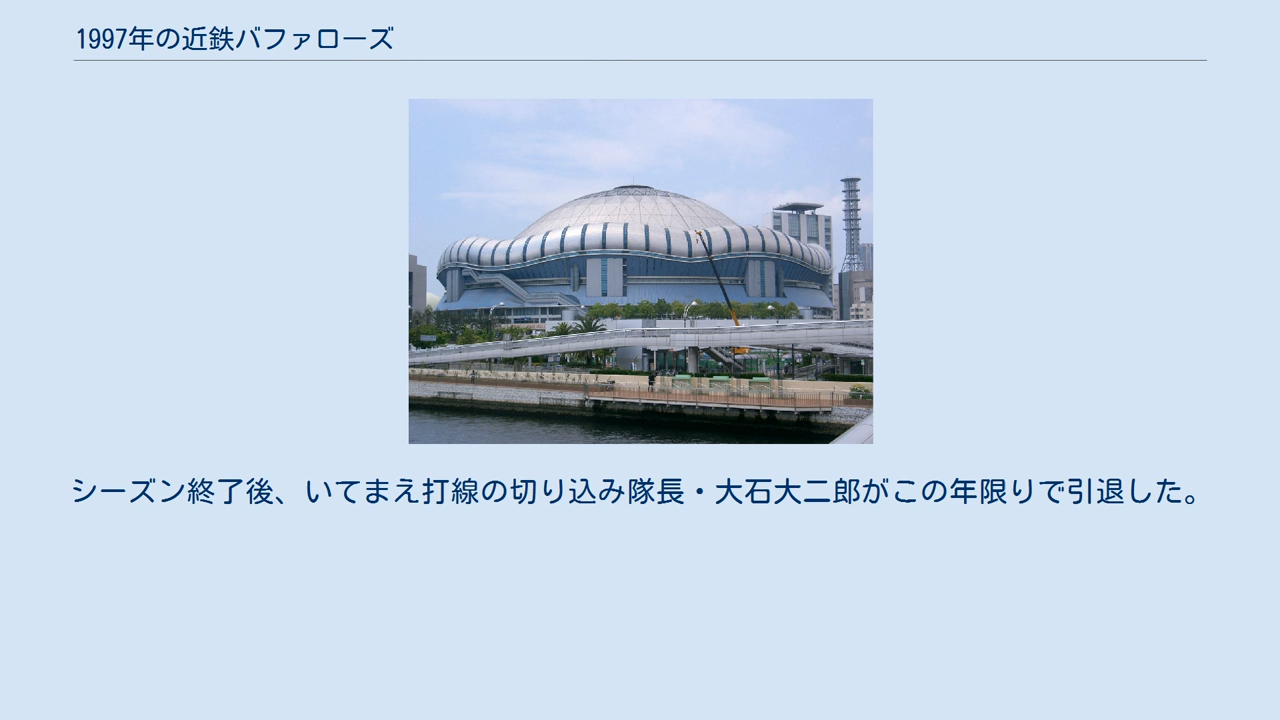 1997年の近鉄バファローズ
シーズン終了後、いてまえ打線の切り込み隊長・大石大二郎がこの年限りで引退した。